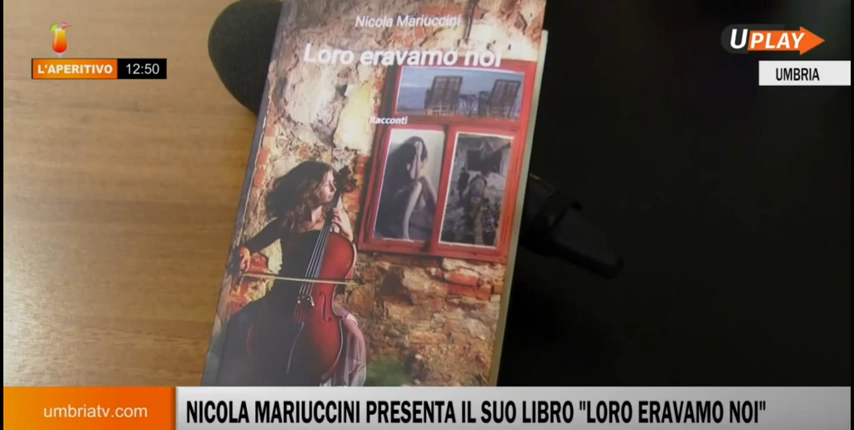 Nicola Mariuccini
Loro eravamo noi
Racconti
L'APERITIVO 12:50
UPLAY
UMBRIA
umbriatv.com
NICOLA MARIUCCINI PRESENTA IL SUO LIBRO "LORO ERAVAMO NOI"